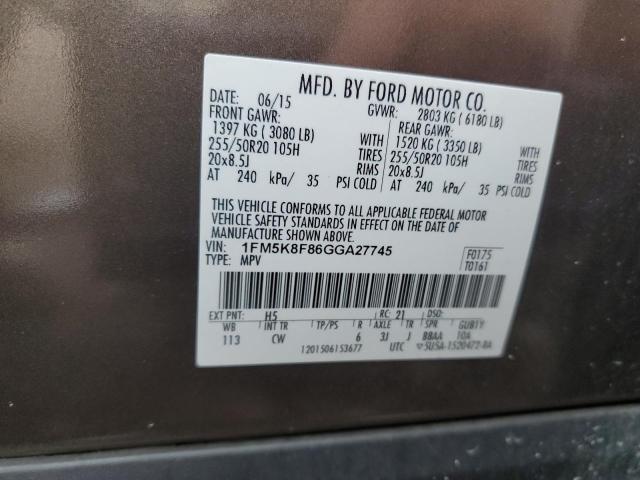 MFD. BY FORD MOTOR CO.
DATE: 06/15 GVWR: 2803 KG ( 6180 LB)
FRONT GAWR: REAR GAWR:
1397 KG ( 3080 LB) WITH 1520 KG ( 3350 LB) WITH
255/50R20 105H TIRES 255/50R20 105H TIRES
20x8.5J RIMS 20x8.5J RIMS
AT 240 kPa/ 35 PSI COLD AT 240 kPa/ 35 PSI COLD
THIS VEHICLE CONFORMS TO ALL APPLICABLE FEDERAL MOTOR
VEHICLE SAFETY STANDARDS IN EFFECT ON THE DATE OF
MANUFACTURE SHOWN ABOVE.
VIN: 1FM5K8F86GGA27745 F0175
TYPE: MPV T0161
EXT PNT: H5 RC: 21 DSO:
WB INT TR TP/PS R AXLE TR SPR GUBTY
113 CW 6 3J J BBAA 10A
1201506153677 UTC 5U5A-1520472-BA